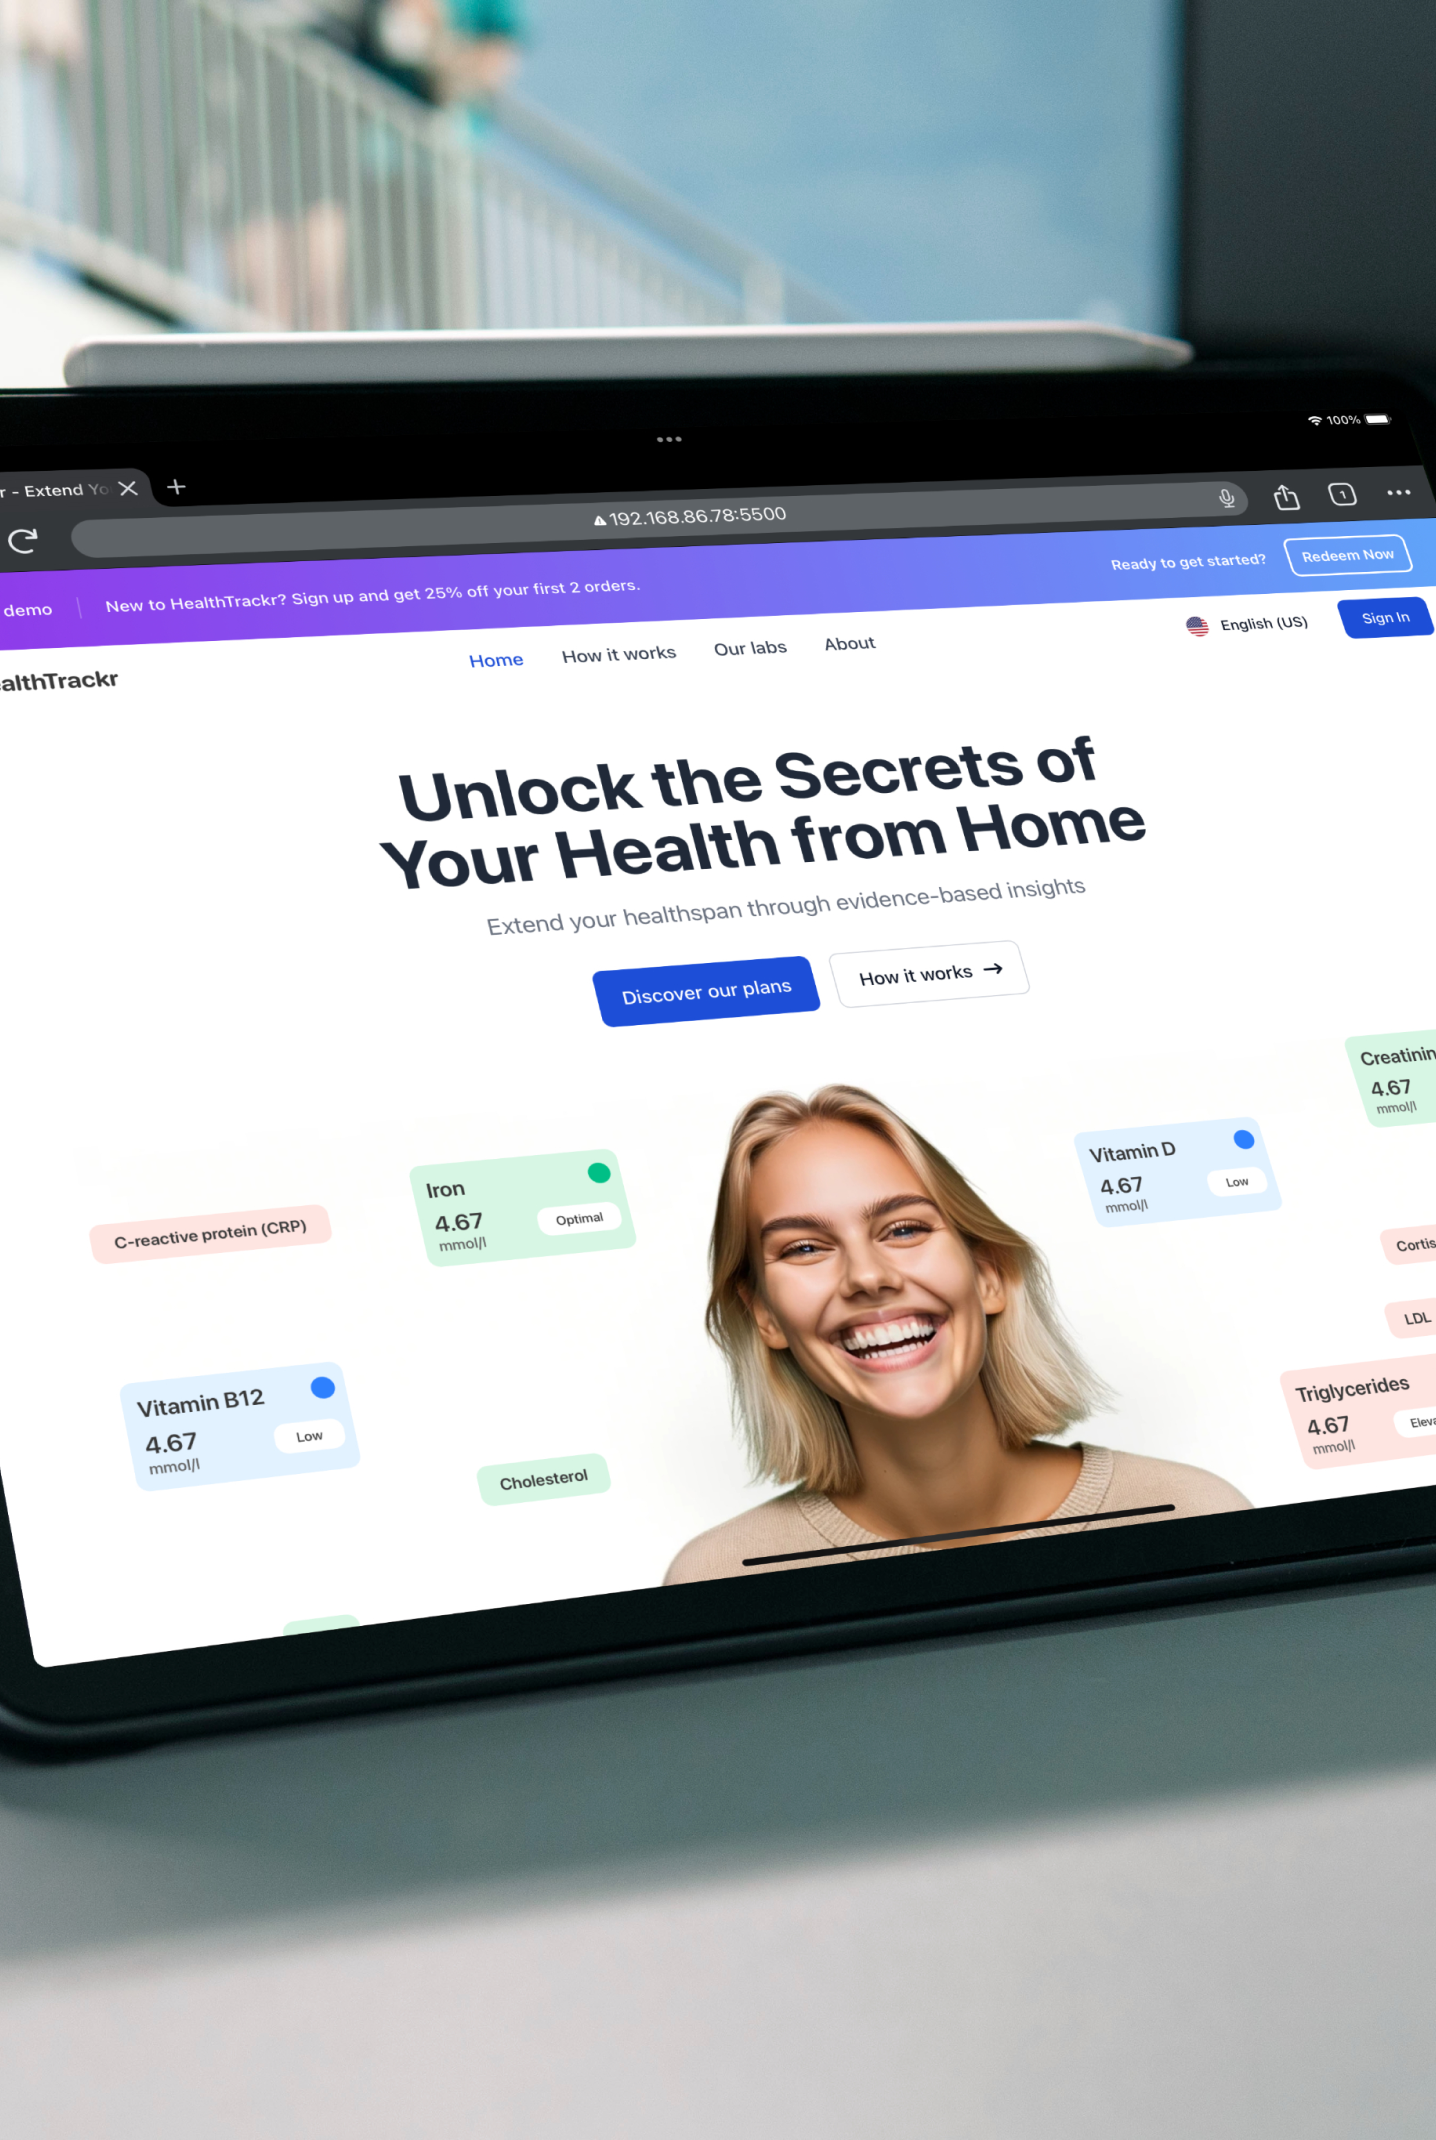 100%
r - Extend Yo
192.168.86.78:5500
1
demo
New to HealthTrackr? Sign up and get 25% off your first 2 orders.
Ready to get started?
Redeem Now
althTrackr
Home
How it works
Our labs
About
English (US)
Sign In
Unlock the Secrets of
Your Health from Home
Extend your healthspan through evidence-based insights
Discover our plans
How it works →
C-reactive protein (CRP)
Iron
4.67
mmol/l
Optimal
Vitamin B12
4.67
mmol/l
Low
Cholesterol
Vitamin D
4.67
mmol/l
Low
Creatinin
4.67
mmol/l
Cortis
LDL
Triglycerides
4.67
mmol/l
Eleva